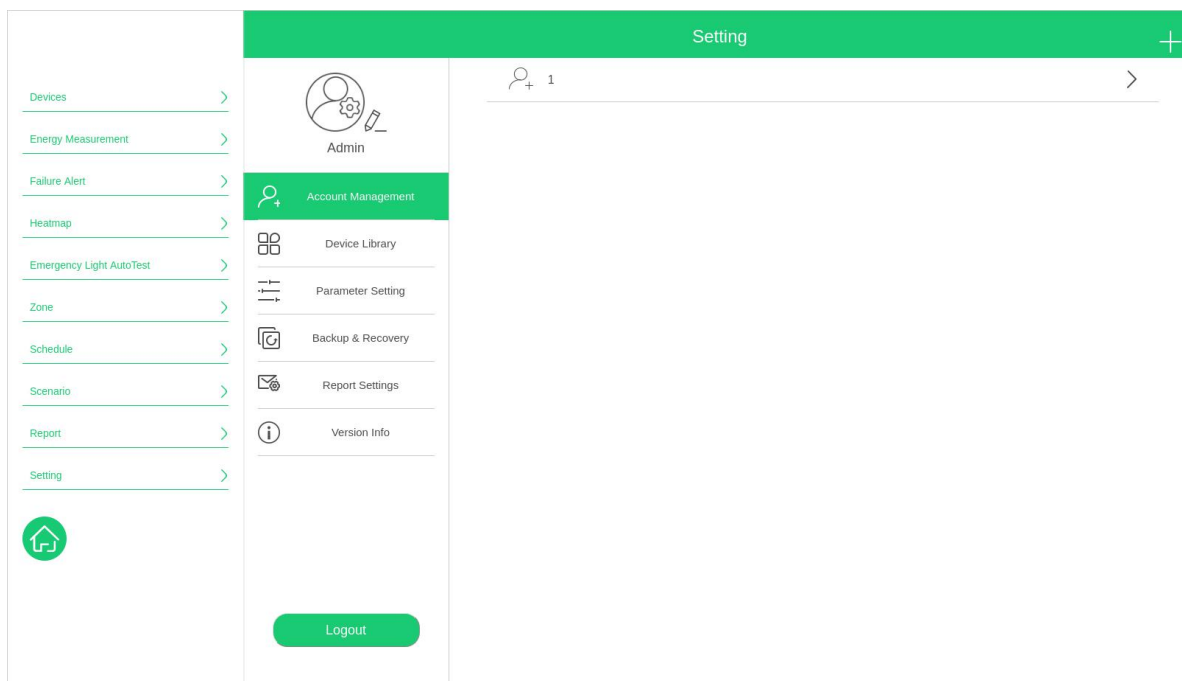 Setting
Devices
Energy Measurement
Failure Alert
Heatmap
Emergency Light AutoTest
Zone
Schedule
Scenario
Report
Setting
Admin
Account Management
Device Library
Parameter Setting
Backup & Recovery
Report Settings
Version Info
Logout
1